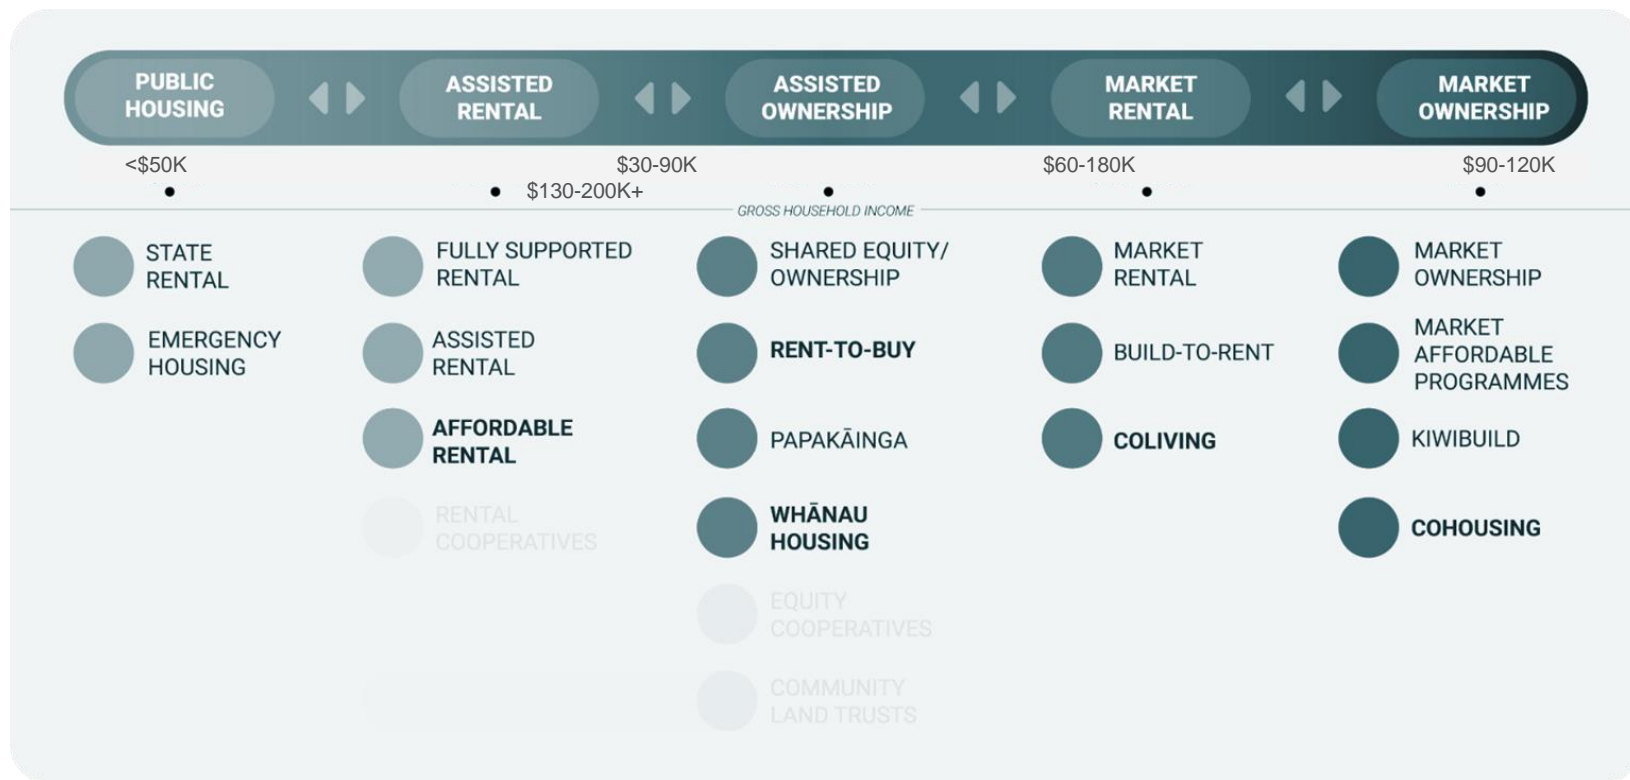 PUBLIC
HOUSING
ASSISTED
RENTAL
ASSISTED
OWNERSHIP
MARKET
RENTAL
MARKET
OWNERSHIP
<$50K
$30-90K
$60-180K
$90-120K
$130-200K+
GROSS HOUSEHOLD INCOME
STATE
RENTAL
EMERGENCY
HOUSING
FULLY SUPPORTED
RENTAL
ASSISTED
RENTAL
AFFORDABLE
RENTAL
RENTAL
COOPERATIVES
SHARED EQUITY/
OWNERSHIP
RENT-TO-BUY
PAPAKĀINGA
WHĀNAU
HOUSING
EQUITY
COOPERATIVES
COMMUNITY
LAND TRUSTS
MARKET
RENTAL
BUILD-TO-RENT
COLIVING
MARKET
OWNERSHIP
MARKET
AFFORDABLE
PROGRAMMES
KIWIBUILD
COHOUSING